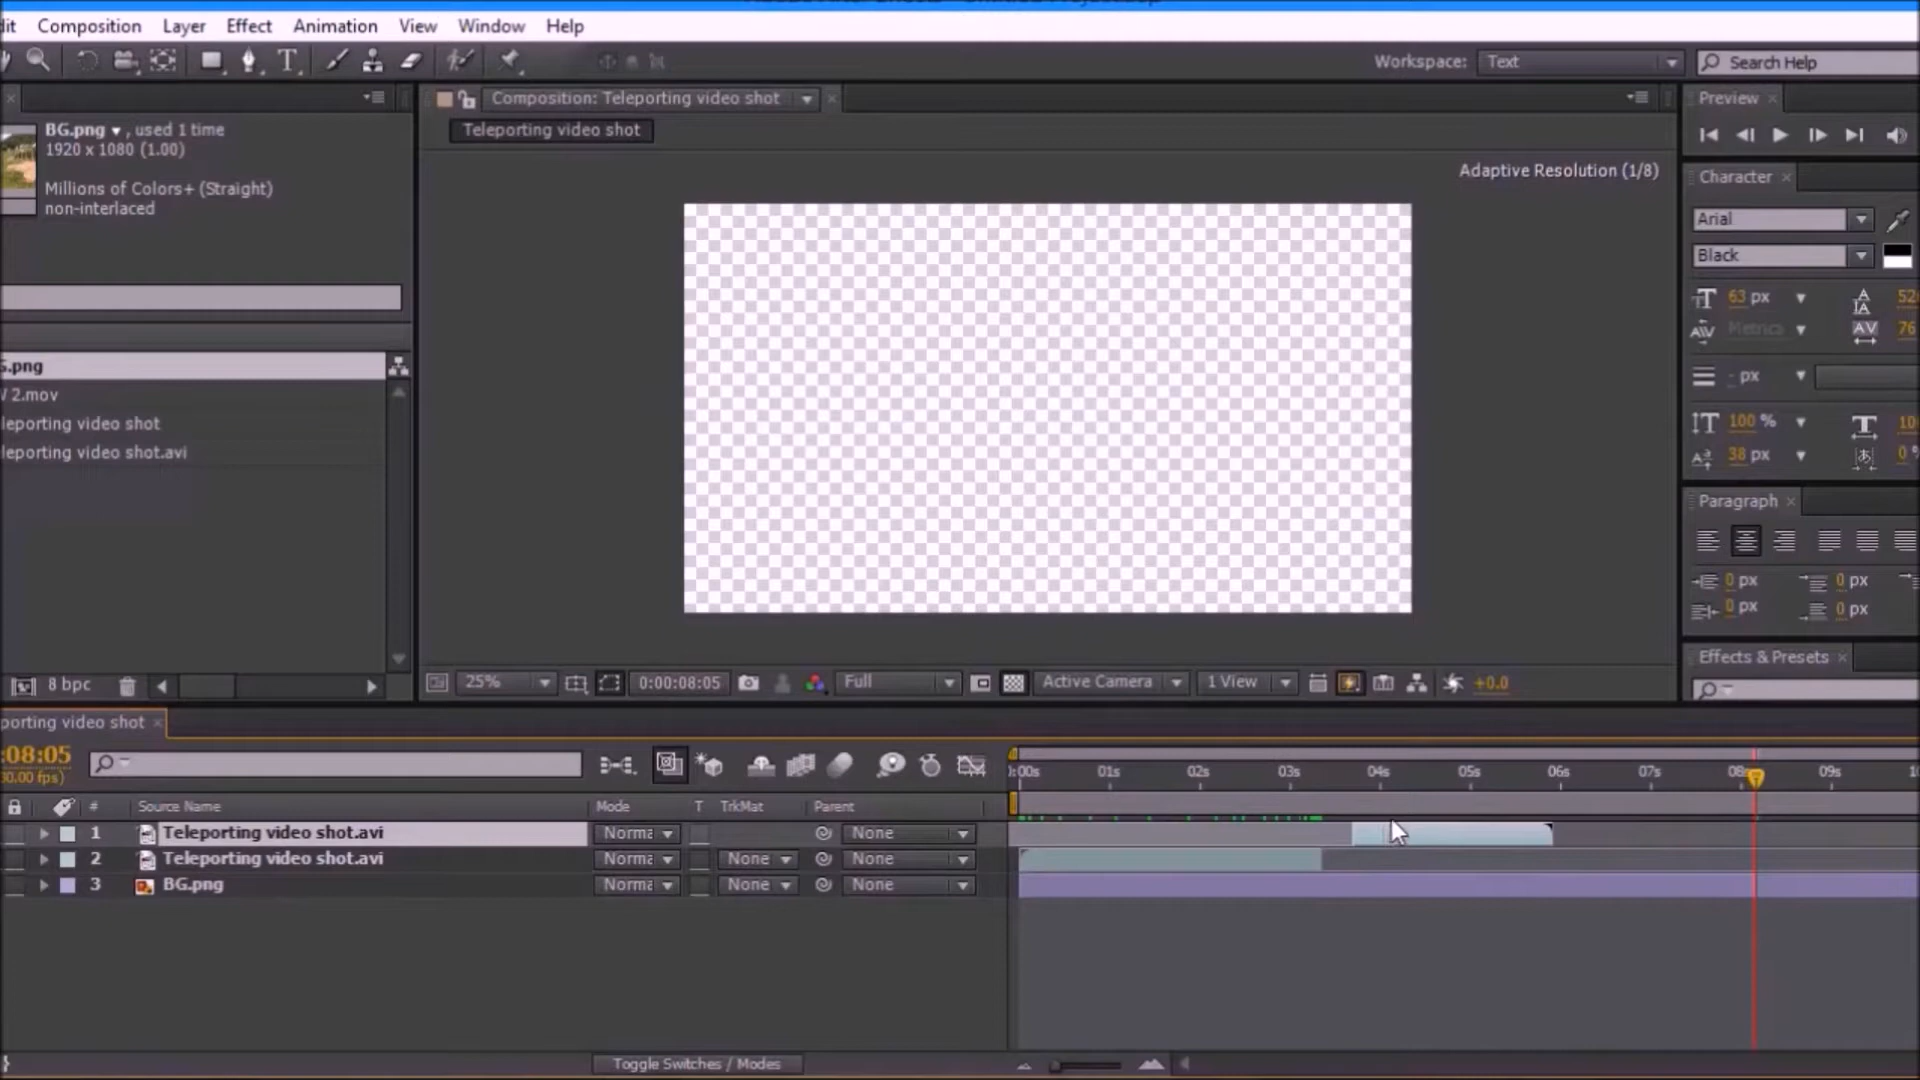 Composition Layer Effect Animation View Window Help
Workspace: Text Search Help
Composition: Teleporting video shot
Preview
BG.png , used 1 time
1920 x 1080 (1.00)
Teleporting video shot
Adaptive Resolution (1/8)
Millions of Colors+ (Straight)
non-interlaced
Character
Arial
Black
63 px
Metrics 76
G.png
2.mov
- px
leporting video shot
100 % 10
leporting video shot.avi
38 px 0 %
Paragraph
0 px 0 px
0 px 0 px
Effects & Presets
8 bpc 25% 0:00:08:05 Full Active Camera 1 View +0.0
porting video shot
:08:05
30.00 fps)
:00s 01s 02s 03s 04s 05s 06s 07s 08s 09s 1
# Source Name Mode T TrkMat Parent
1 Teleporting video shot.avi Norma None
2 Teleporting video shot.avi Norma None None
3 BG.png Norma None None
Toggle Switches / Modes